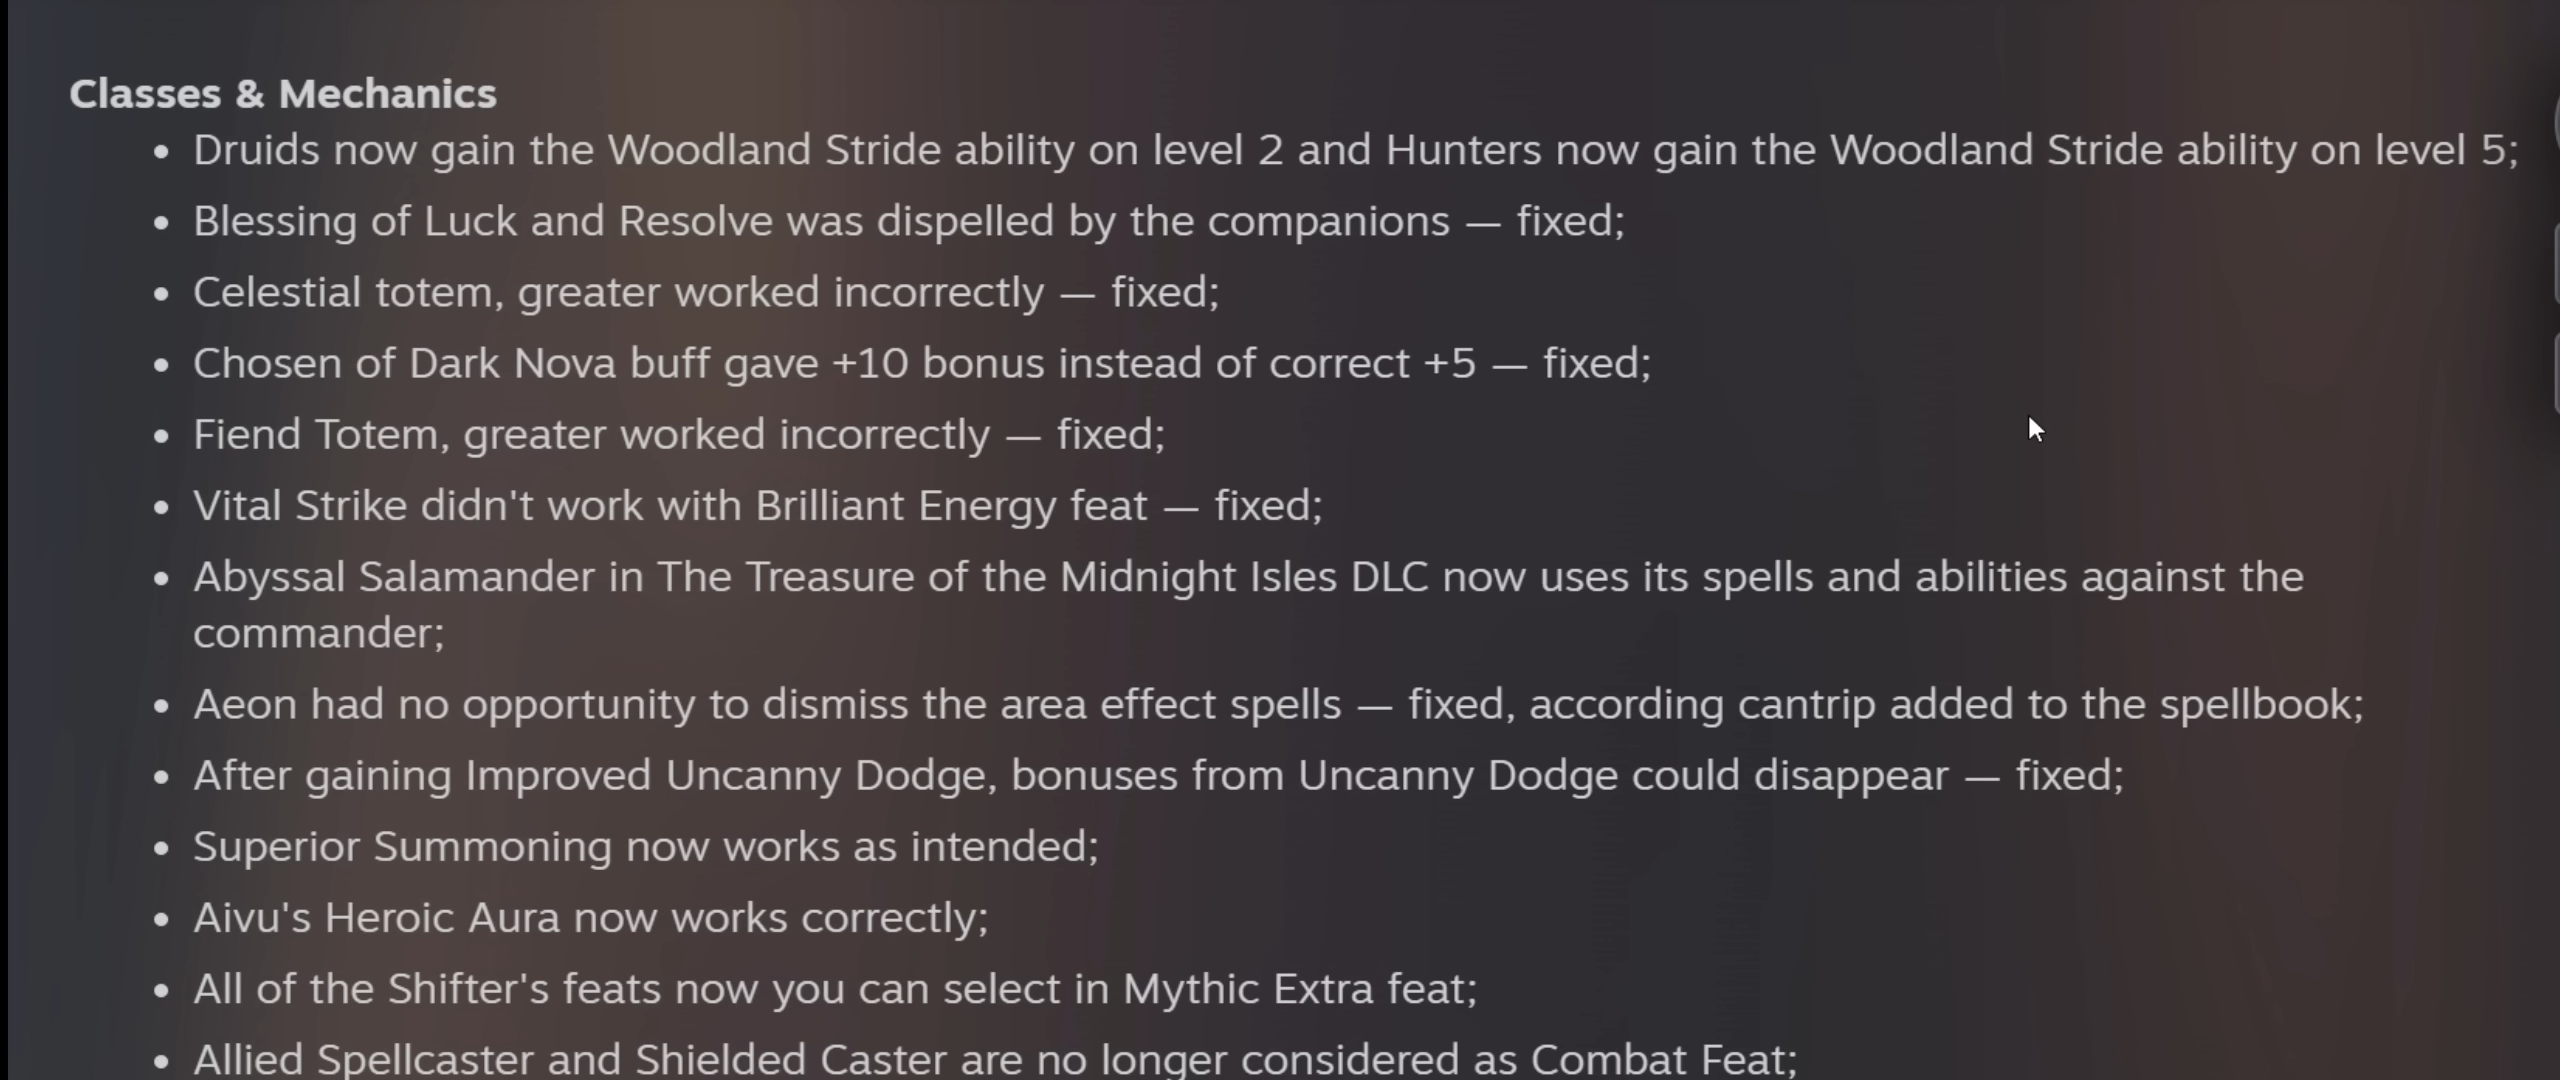 Classes & Mechanics
• Druids now gain the Woodland Stride ability on level 2 and Hunters now gain the Woodland Stride ability on level 5;
• Blessing of Luck and Resolve was dispelled by the companions — fixed;
• Celestial totem, greater worked incorrectly — fixed;
• Chosen of Dark Nova buff gave +10 bonus instead of correct +5 — fixed;
• Fiend Totem, greater worked incorrectly — fixed;
• Vital Strike didn't work with Brilliant Energy feat — fixed;
• Abyssal Salamander in The Treasure of the Midnight Isles DLC now uses its spells and abilities against the
commander;
• Aeon had no opportunity to dismiss the area effect spells — fixed, according cantrip added to the spellbook;
• After gaining Improved Uncanny Dodge, bonuses from Uncanny Dodge could disappear — fixed;
• Superior Summoning now works as intended;
• Aivu's Heroic Aura now works correctly;
• All of the Shifter's feats now you can select in Mythic Extra feat;
• Allied Spellcaster and Shielded Caster are no longer considered as Combat Feat;